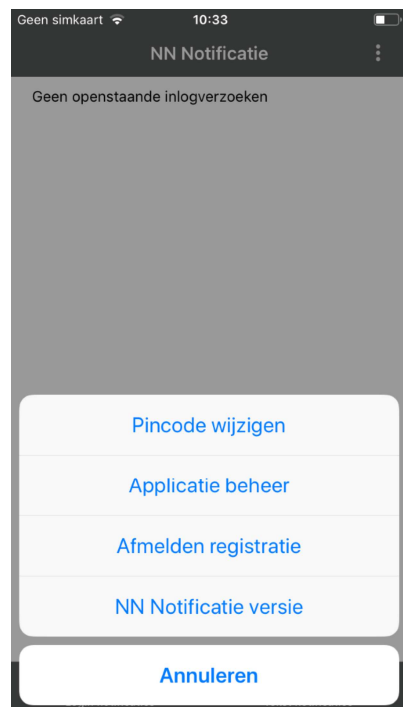 Geen simkaart 10:33
NN Notificatie
Geen openstaande inlogverzoeken
Pincode wijzigen
Applicatie beheer
Afmelden registratie
NN Notificatie versie
Annuleren